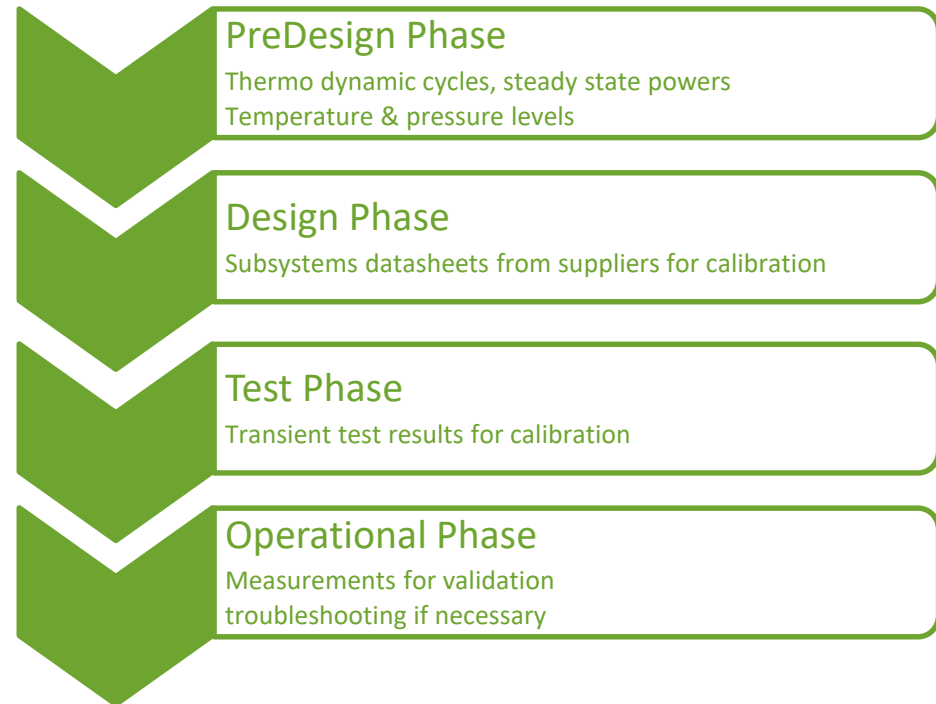 PreDesign Phase
Thermo dynamic cycles, steady state powers
Temperature & pressure levels
Design Phase
Subsystems datasheets from suppliers for calibration
Test Phase
Transient test results for calibration
Operational Phase
Measurements for validation
troubleshooting if necessary